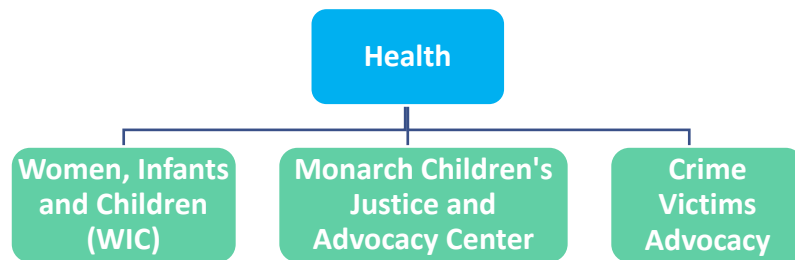 Health
Women, Infants
and Children
(WIC)
Monarch Children's
Justice and
Advocacy Center
Crime
Victims
Advocacy